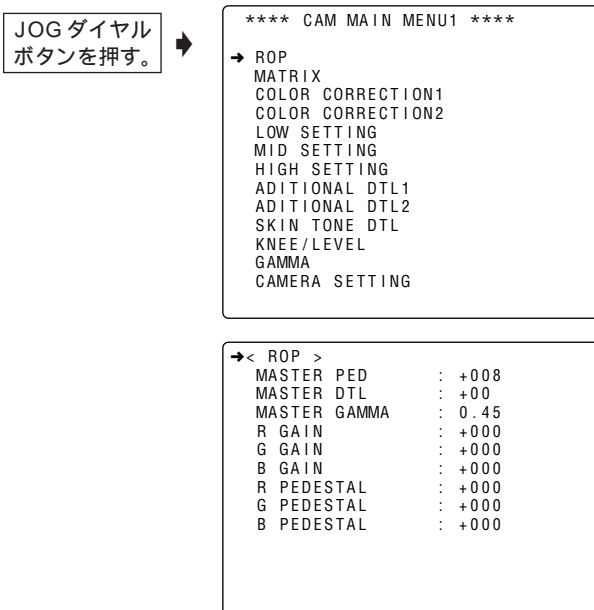 JOG ダイヤル
ボタンを押す。
**** CAM MAIN MENU1 ****
ROP
MATRIX
COLOR CORRECTION1
COLOR CORRECTION2
LOW SETTING
MID SETTING
HIGH SETTING
ADITIONAL DTL1
ADITIONAL DTL2
SKIN TONE DTL
KNEE/LEVEL
GAMMA
CAMERA SETTING
< ROP >
MASTER PED : +008
MASTER DTL : +00
MASTER GAMMA : 0.45
R GAIN : +000
G GAIN : +000
B GAIN : +000
R PEDESTAL : +000
G PEDESTAL : +000
B PEDESTAL : +000